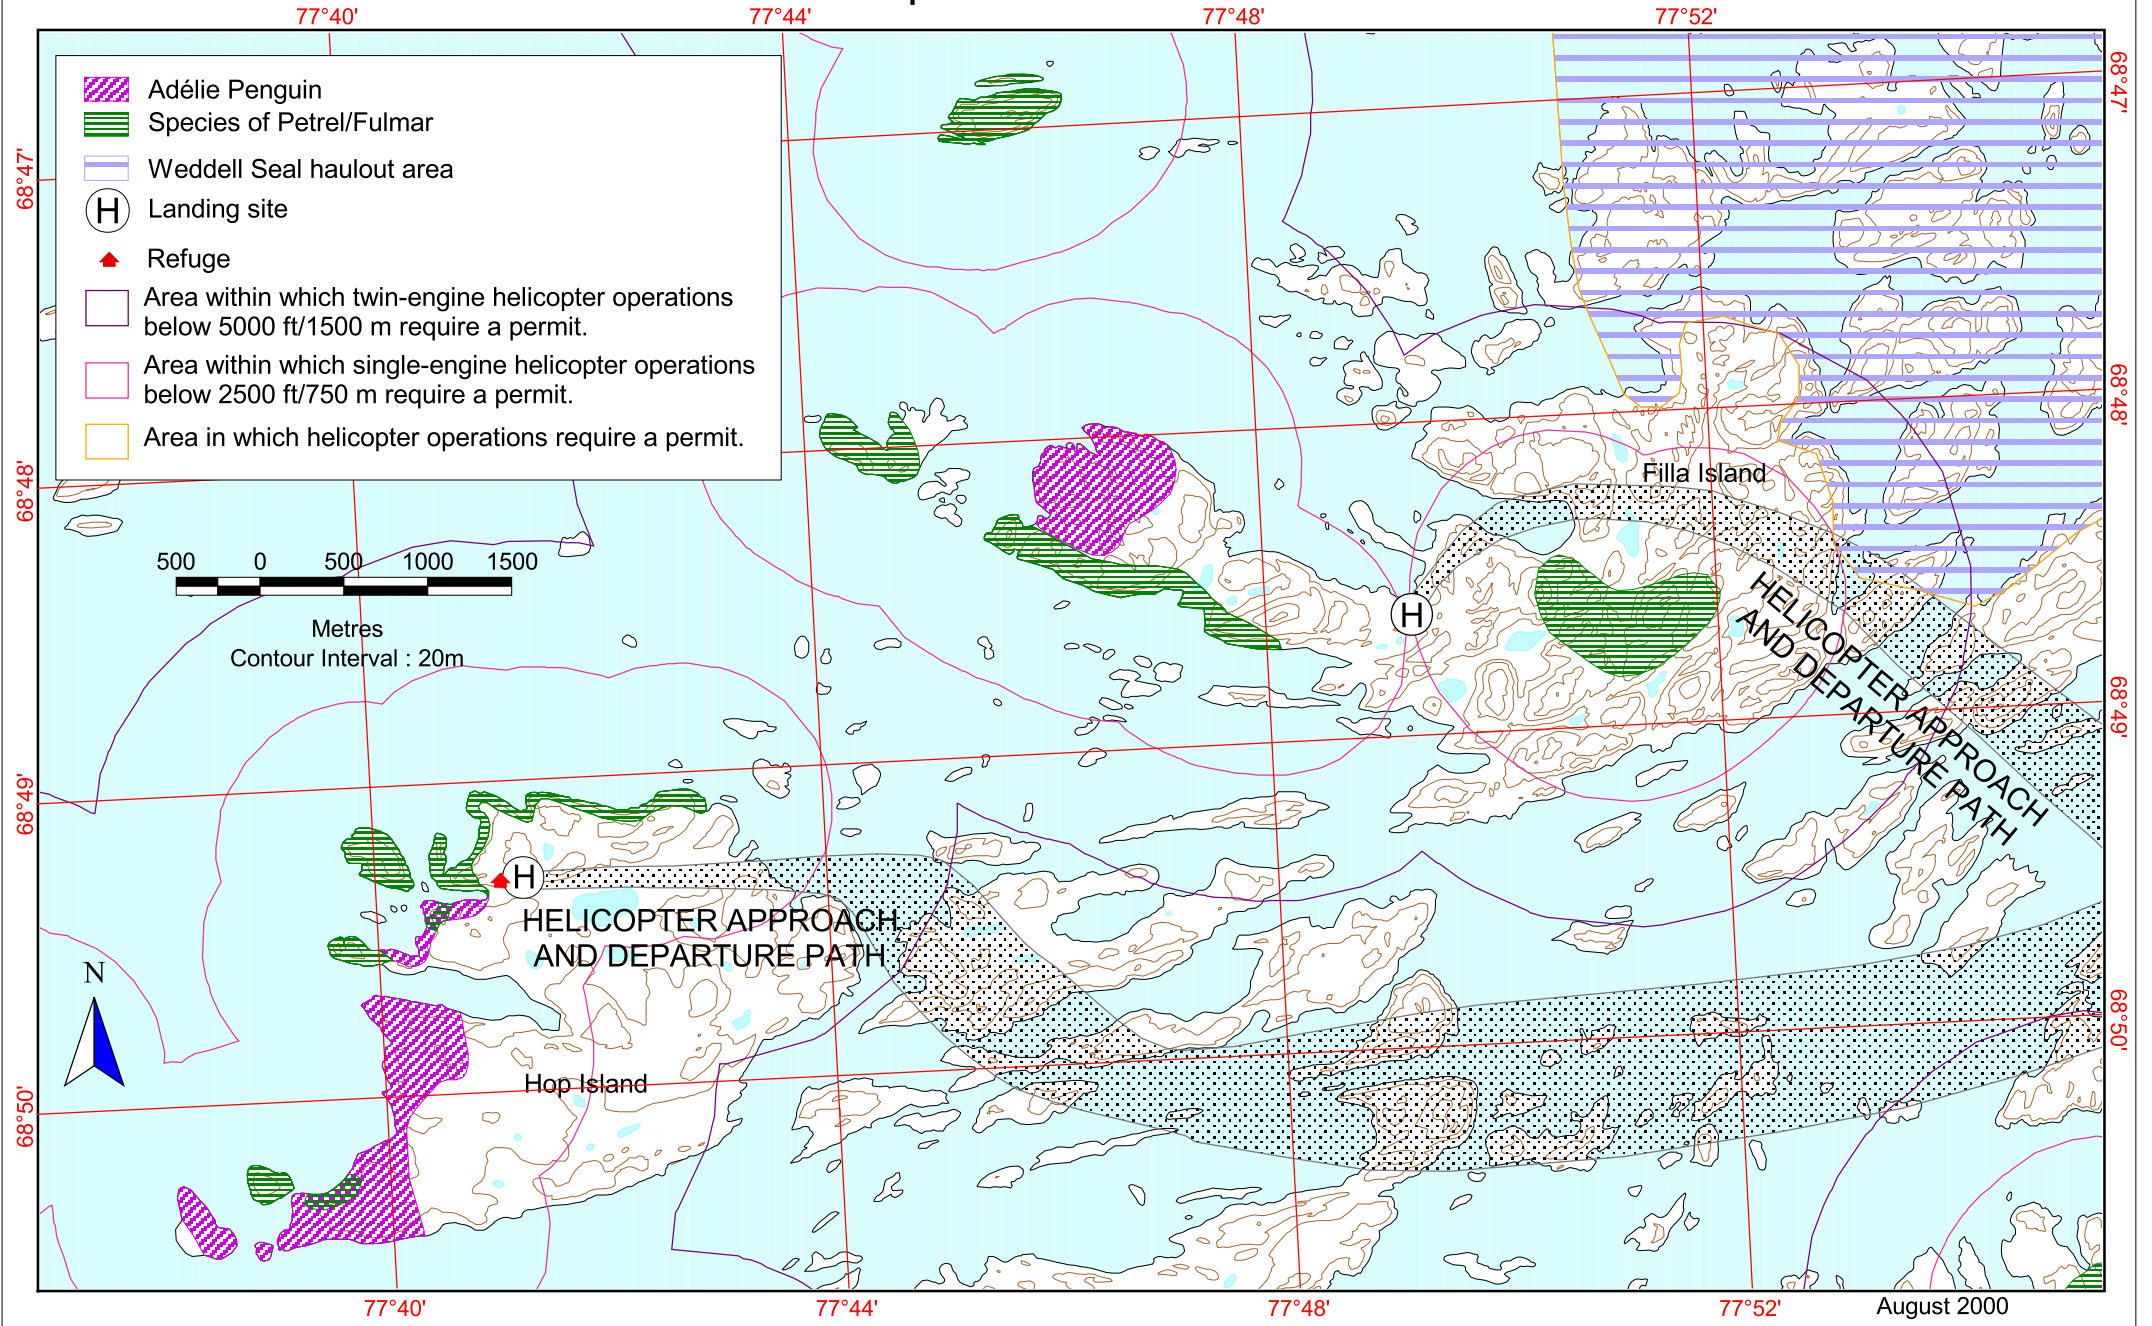 77°40'
77°44'
77°48'
77°52'
Adélie Penguin
Species of Petrel/Fulmar
Weddell Seal haulout area
H
Landing site
Refuge
Area within which twin-engine helicopter operations
below 5000 ft/1500 m require a permit.
Area within which single-engine helicopter operations
below 2500 ft/750 m require a permit.
Area in which helicopter operations require a permit.
68°47'
68°47'
68°48'
68°48'
Filla Island
500 0 500 1000 1500
Metres
Contour Interval : 20m
H
HELICOPTER APPROACH
AND DEPARTURE PATH
68°49'
68°49'
H
HELICOPTER APPROACH
AND DEPARTURE PATH
N
Hop Island
68°50'
68°50'
77°40'
77°44'
77°48'
77°52'
August 2000